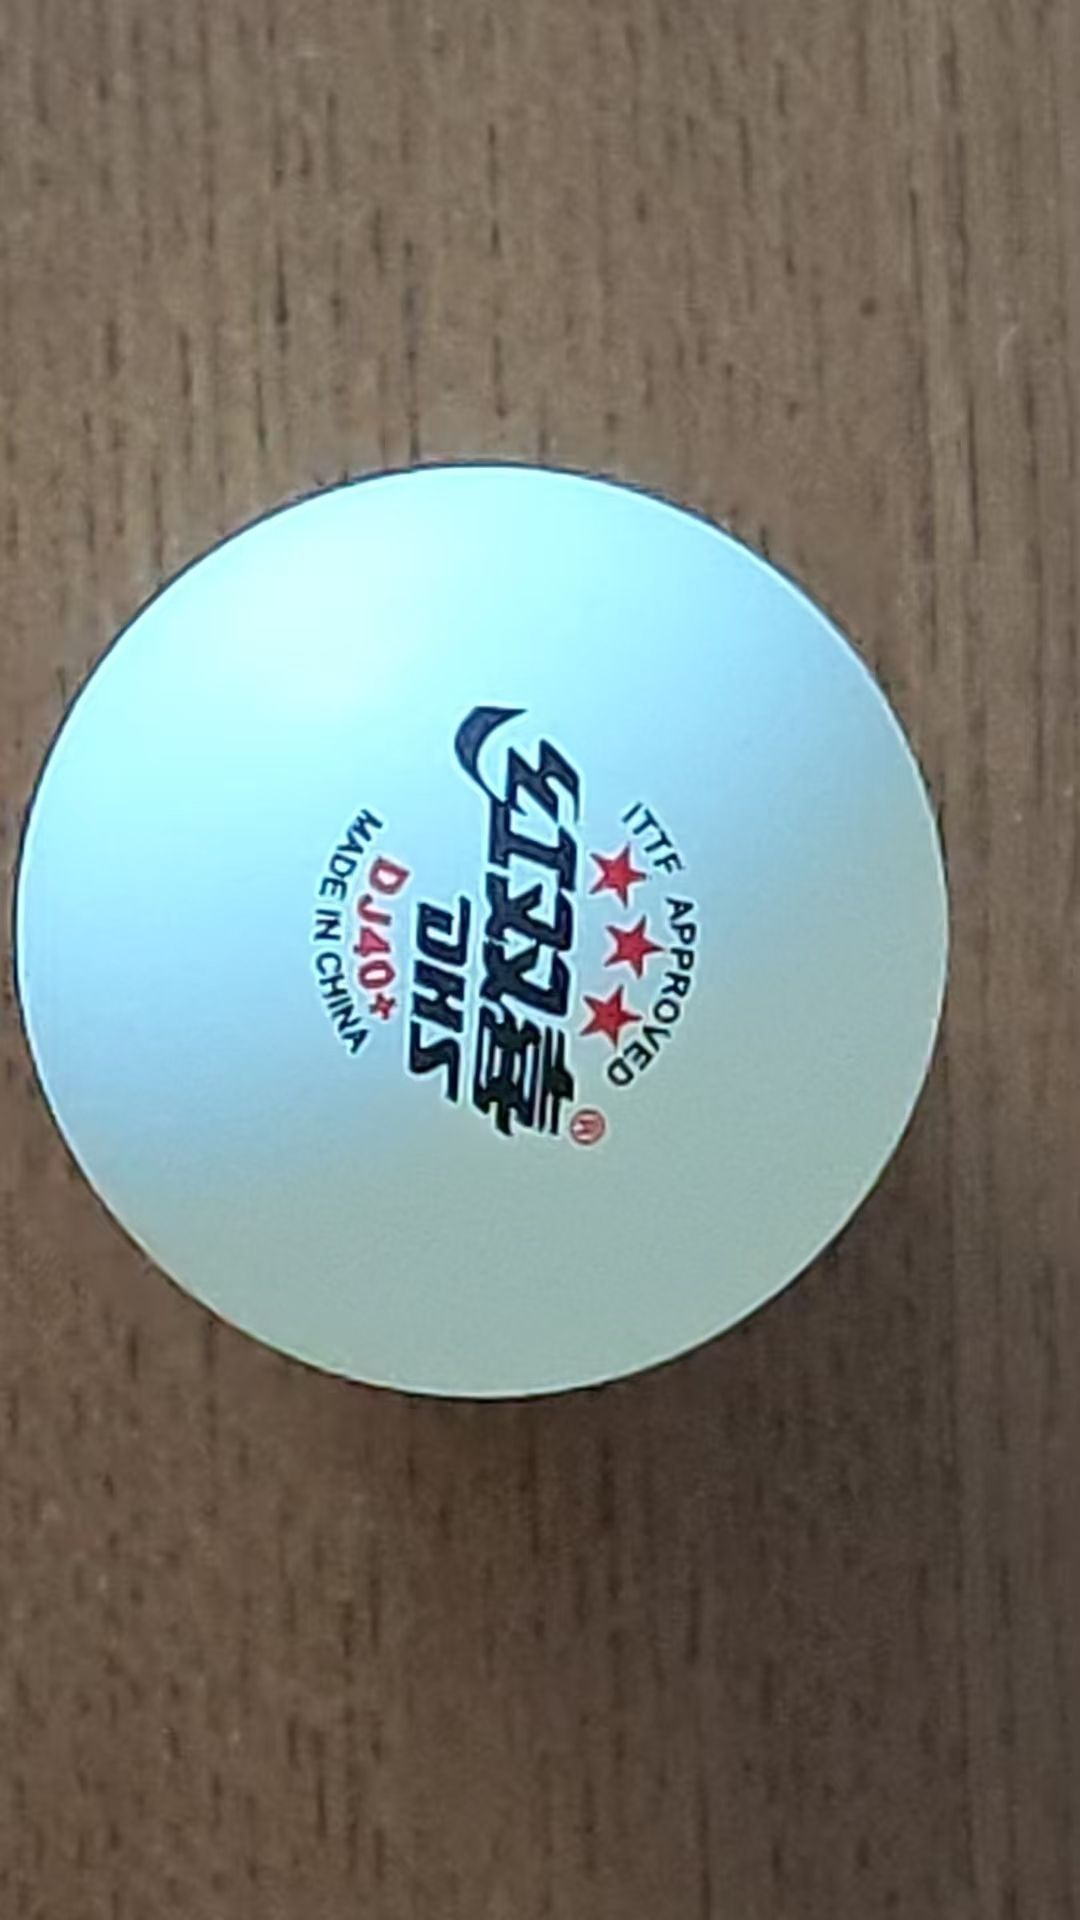 ITTF APPROVED
红双喜®
DHS
DJ40+
MADE IN CHINA